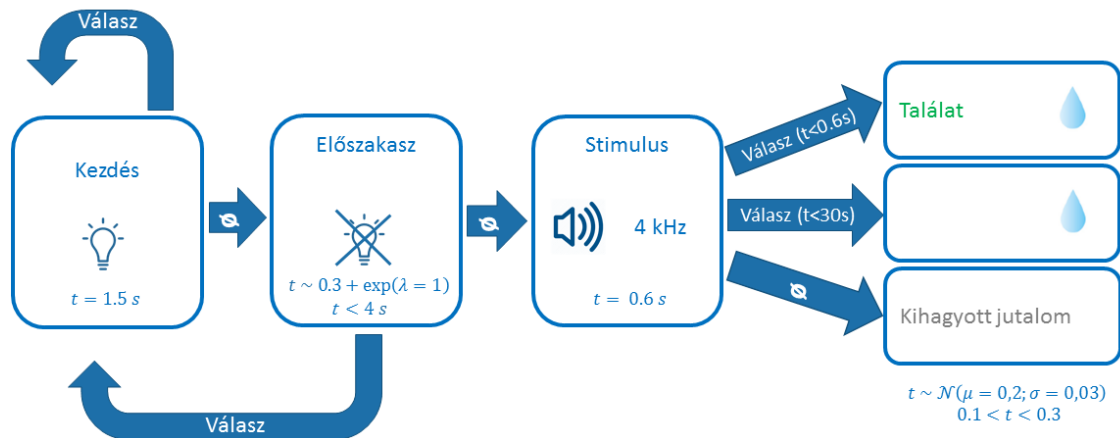 Válasz
Kezdés
t = 1.5 s
ø
Előszakasz
t ~ 0.3 + exp(λ = 1)
t < 4 s
Válasz
ø
Stimulus
4 kHz
t = 0.6 s
Válasz (t<0.6s)
Válasz (t<30s)
ø
Találat
Kihagyott jutalom
t ~ 𝒩(μ = 0,2; σ = 0,03)
0.1 < t < 0.3